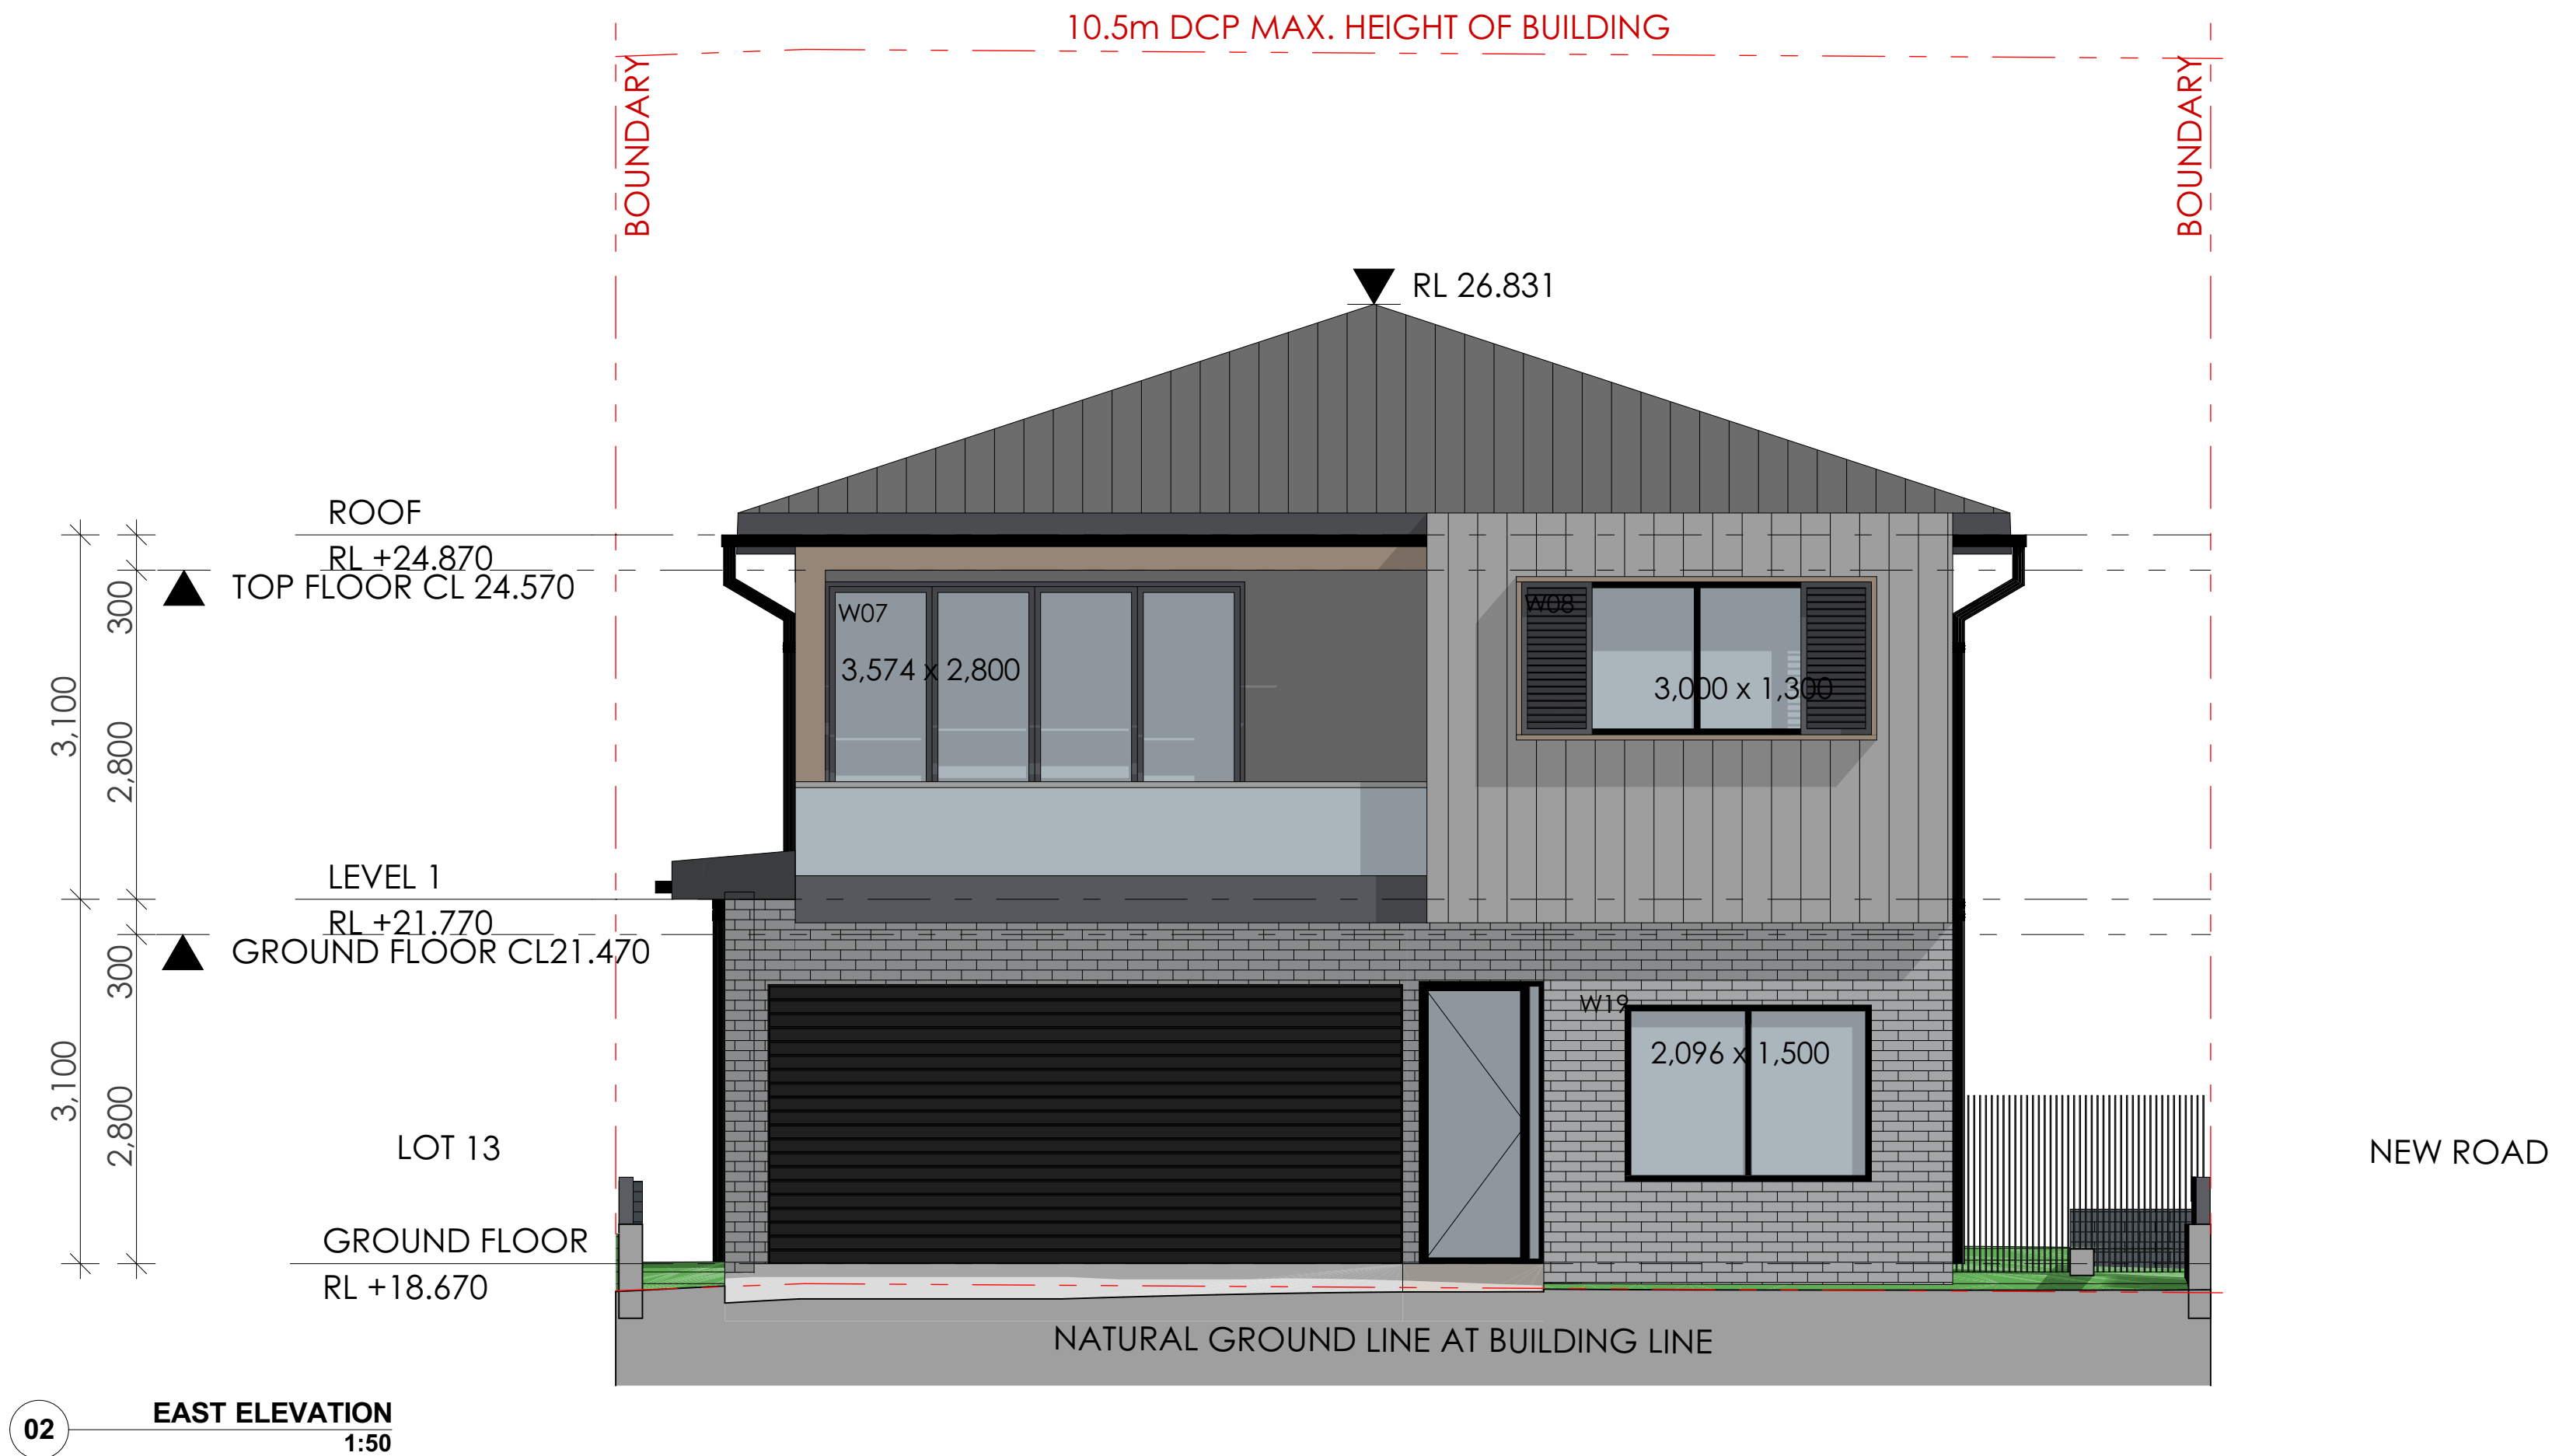 10.5m DCP MAX. HEIGHT OF BUILDING
BOUNDARY
BOUNDARY
RL 26.831
ROOF
RL +24.870
TOP FLOOR CL 24.570
300
W07
W08
3,574 x 2,800
3,000 x 1,300
3,100
2,800
LEVEL 1
RL +21.770
GROUND FLOOR CL21.470
300
W19
2,096 x 1,500
3,100
2,800
LOT 13
NEW ROAD
GROUND FLOOR
RL +18.670
NATURAL GROUND LINE AT BUILDING LINE
02
EAST ELEVATION
1:50